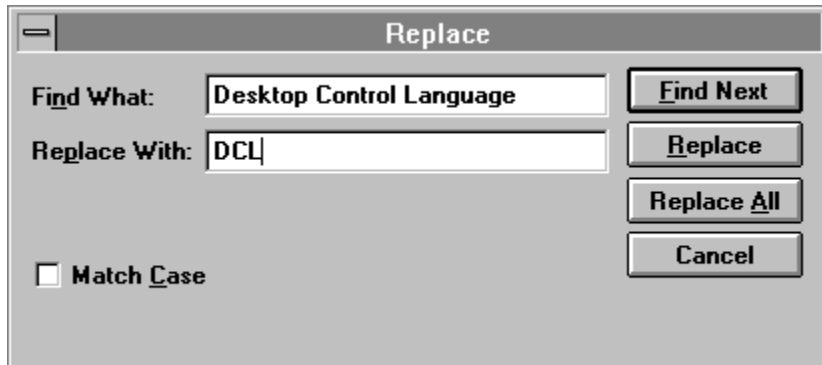 Replace
Find What: Desktop Control Language Find Next
Replace With: DCL Replace
Replace All
Cancel
Match Case